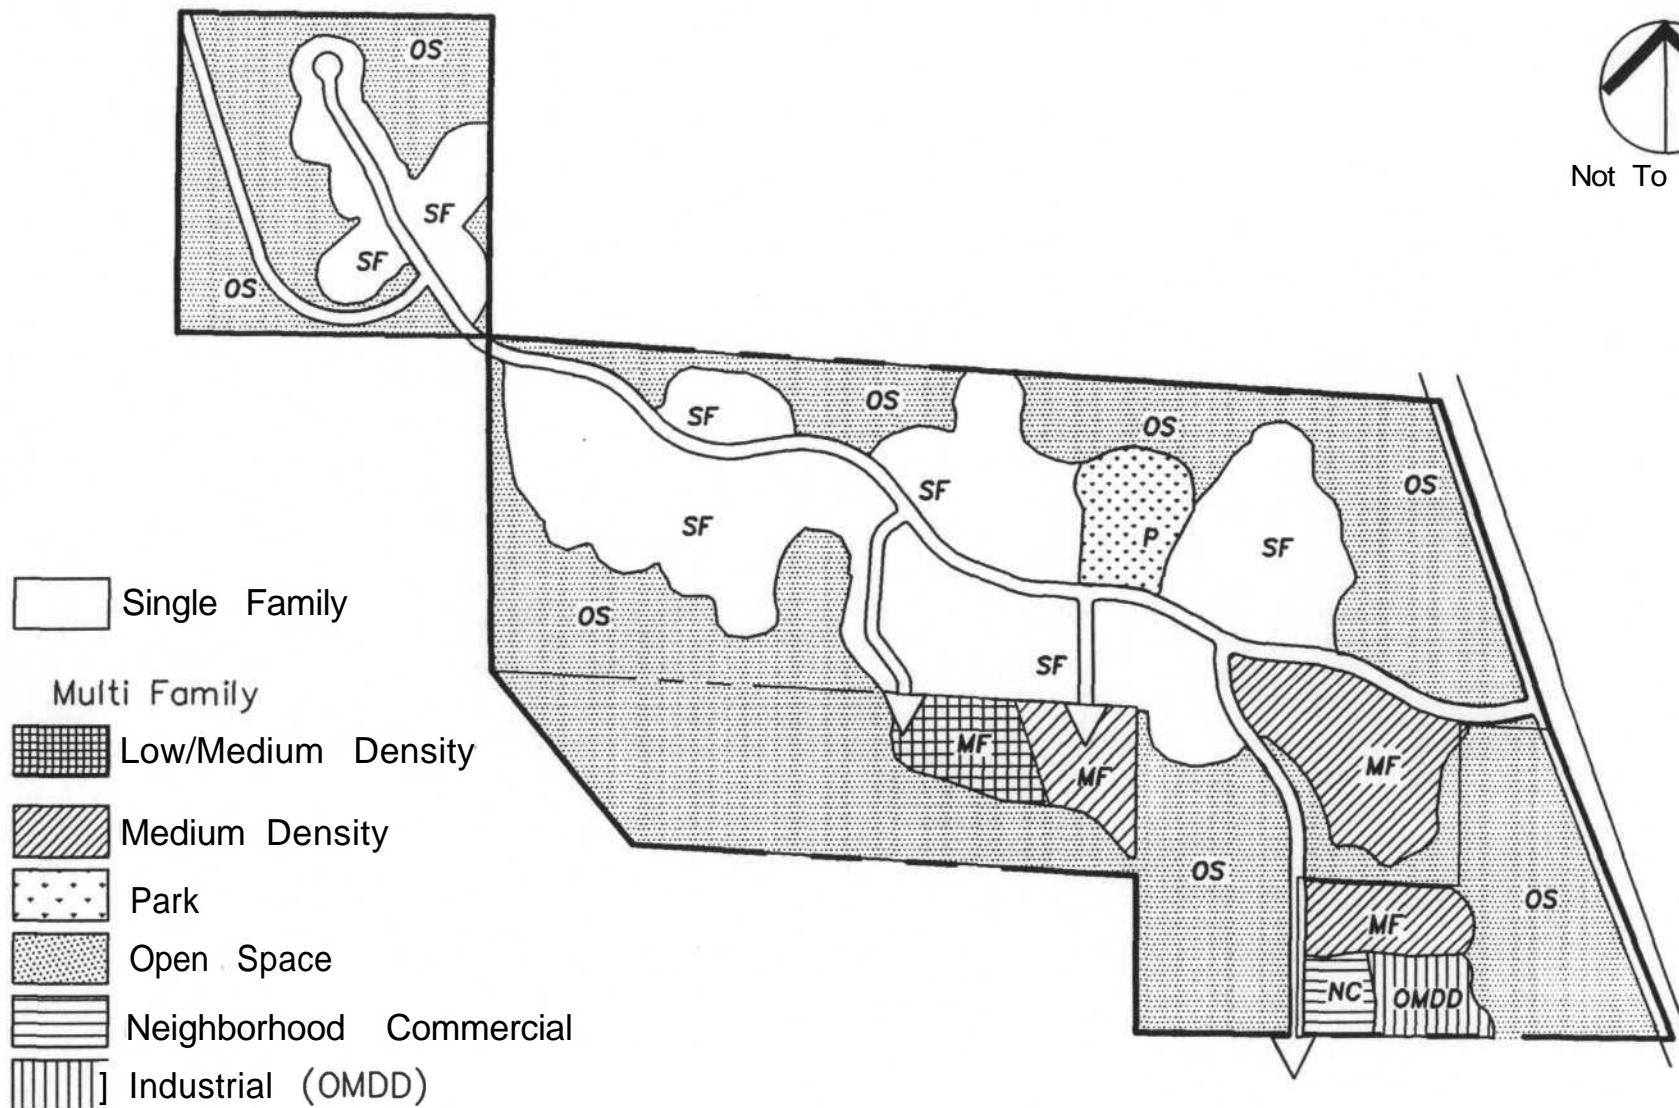 OS
SF
SF
OS
Not To
SF
OS
OS
SF
OS
SF
P
SF
SF
OS
SF
MF
MF
MF
OS
OS
MF
NC
OMDD
Single Family
Multi Family
Low/Medium Density
Medium Density
Park
Open Space
Neighborhood Commercial
] Industrial (OMDD)